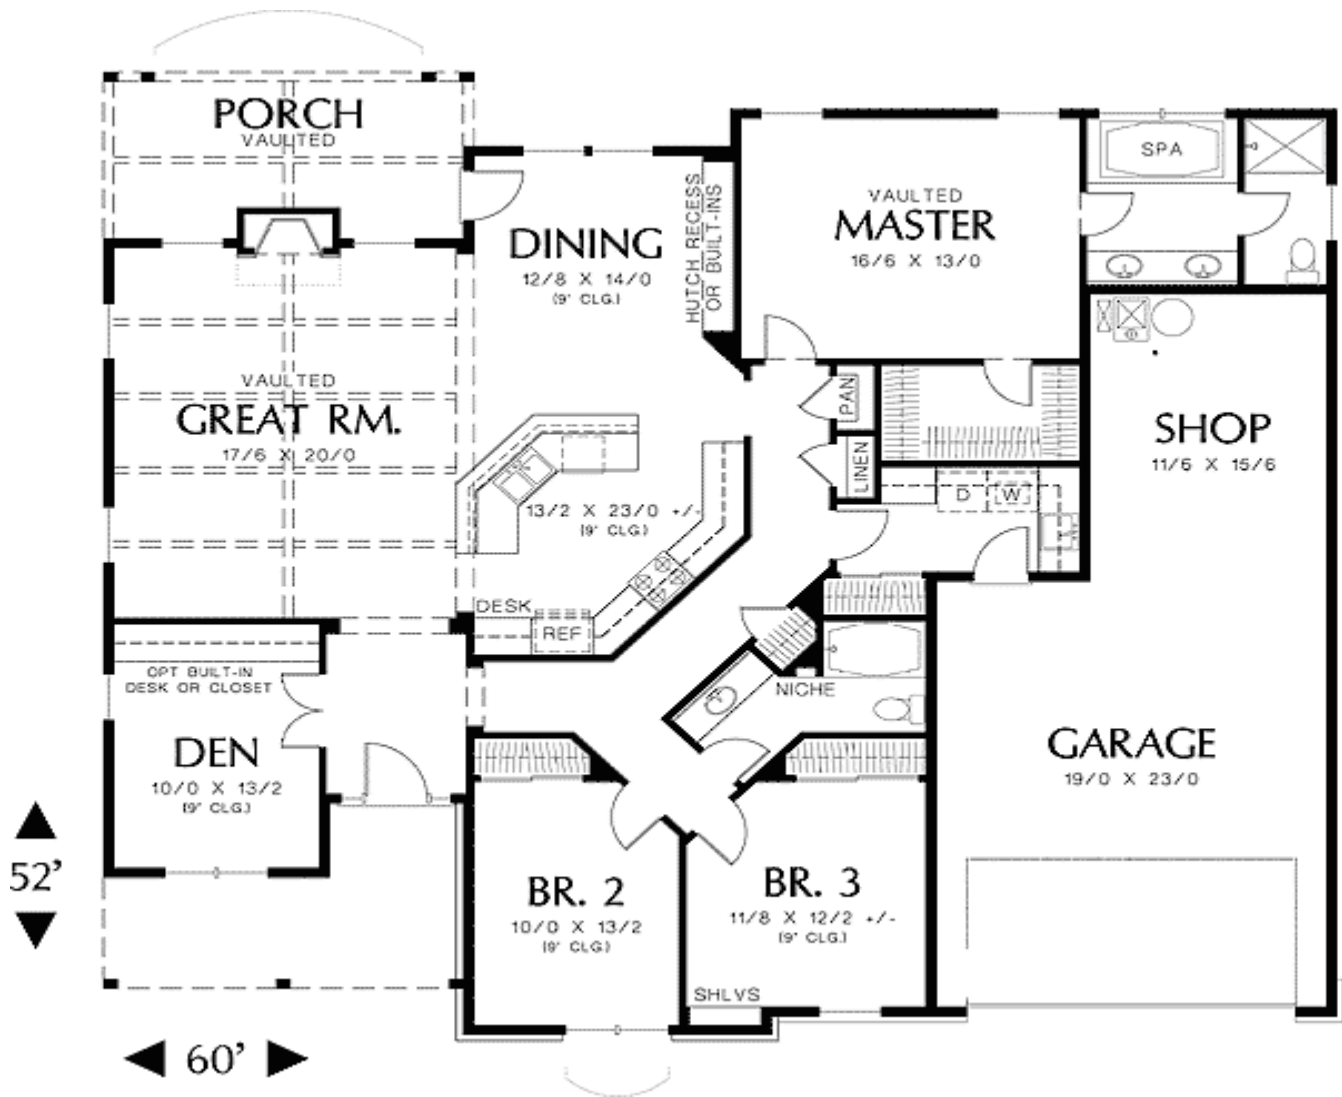 PORCH
VAULTED
DINING
12/8 X 14/0
(9' CLG.)
HUTCH RECESS
OR BUILT-INS
VAULTED
MASTER
16/6 X 13/0
SPA
VAULTED
GREAT RM.
17/6 X 20/0
PAN
LINEN
SHOP
11/6 X 15/6
D
W
13/2 X 23/0 +/-
(9' CLG.)
DESK
REF
OPT BUILT-IN
DESK OR CLOSET
NICHE
DEN
10/0 X 13/2
(9' CLG.)
GARAGE
19/0 X 23/0
BR. 2
10/0 X 13/2
(9' CLG.)
BR. 3
11/8 X 12/2 +/-
(9' CLG.)
SHLVS
52'
60'